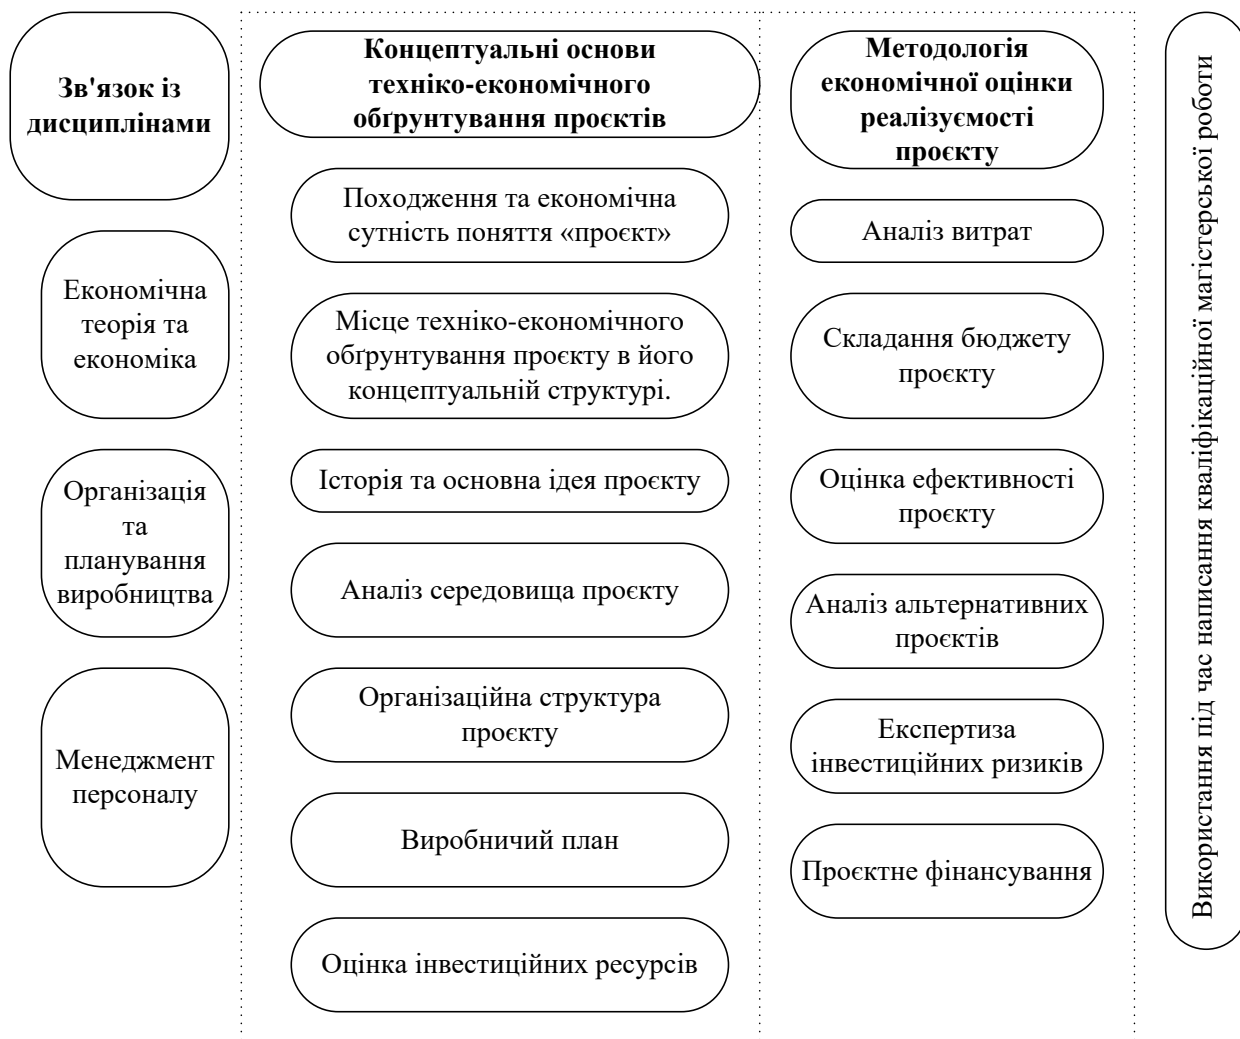 Зв'язок із
дисциплінами
Економічна
теорія та
економіка
Організація
та
планування
виробництва
Менеджмент
персоналу
Концептуальні основи
техніко-економічного
обґрунтування проєктів
Походження та економічна
сутність поняття «проєкт»
Місце техніко-економічного
обґрунтування проєкту в його
концептуальній структурі.
Історія та основна ідея проєкту
Аналіз середовища проєкту
Організаційна структура
проєкту
Виробничий план
Оцінка інвестиційних ресурсів
Методологія
економічної оцінки
реалізуємості
проєкту
Аналіз витрат
Складання бюджету
проєкту
Оцінка ефективності
проєкту
Аналіз альтернативних
проєктів
Експертиза
інвестиційних ризиків
Проєктне фінансування
Використання під час написання кваліфікаційної магістерської роботи